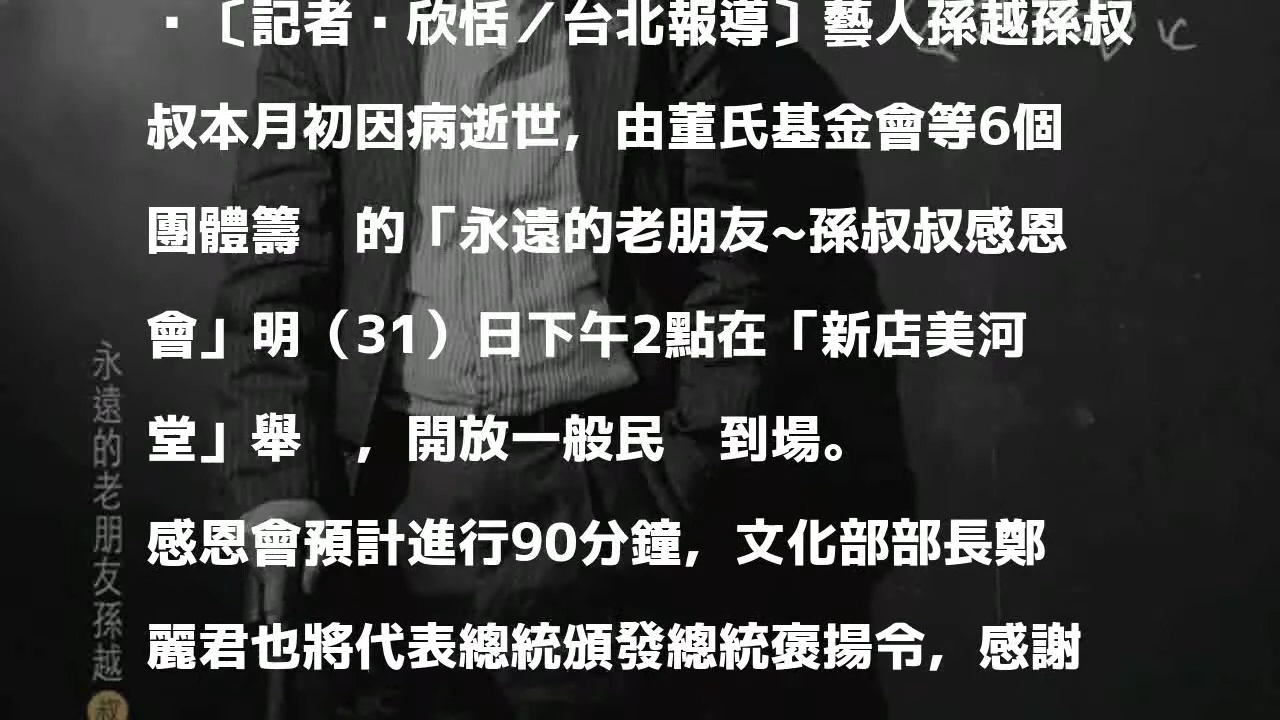 ·〔記者·欣恬／台北報導〕藝人孫越孫叔
叔本月初因病逝世，由董氏基金會等6個
團體籌　的「永遠的老朋友~孫叔叔感恩
會」明（31）日下午2點在「新店美河
堂」舉　，開放一般民　到場。
感恩會預計進行90分鐘，文化部部長鄭
麗君也將代表總統頒發總統褒揚令，感謝
永遠的老朋友孫越
叔